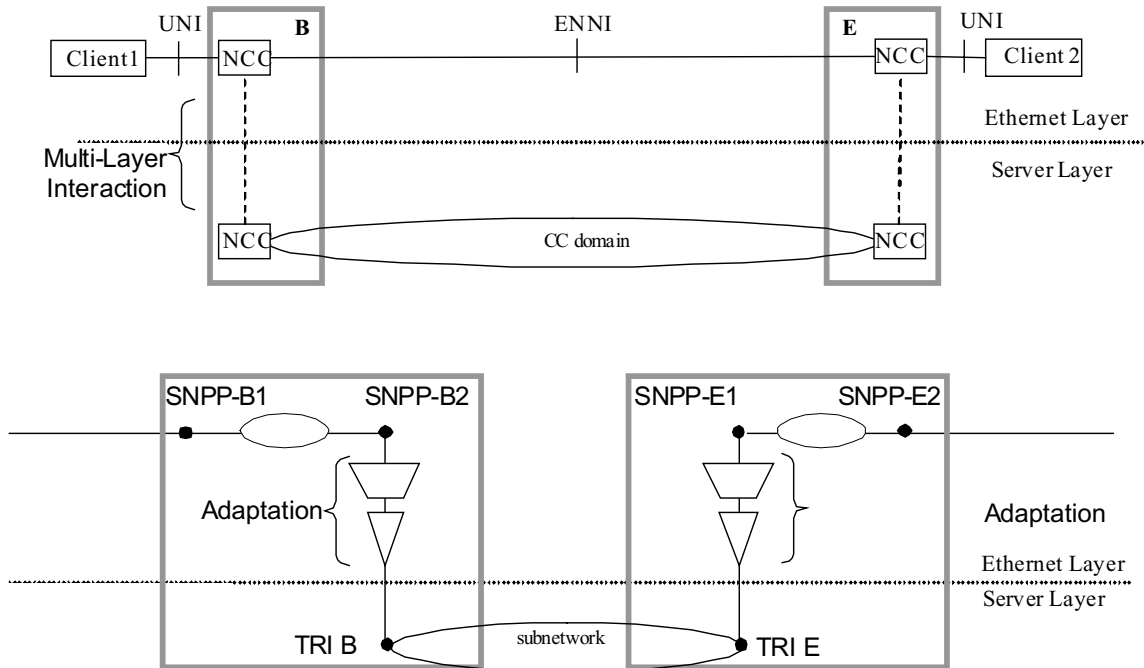 UNI
B
ENNI
E
UNI
Client1
NCC
NCC
Client 2
Ethernet Layer
Multi-Layer
Interaction
Server Layer
NCC
CC domain
NCC
SNPP-B1
SNPP-B2
SNPP-E1
SNPP-E2
Adaptation
Adaptation
Ethernet Layer
Server Layer
TRI B
subnetwork
TRI E